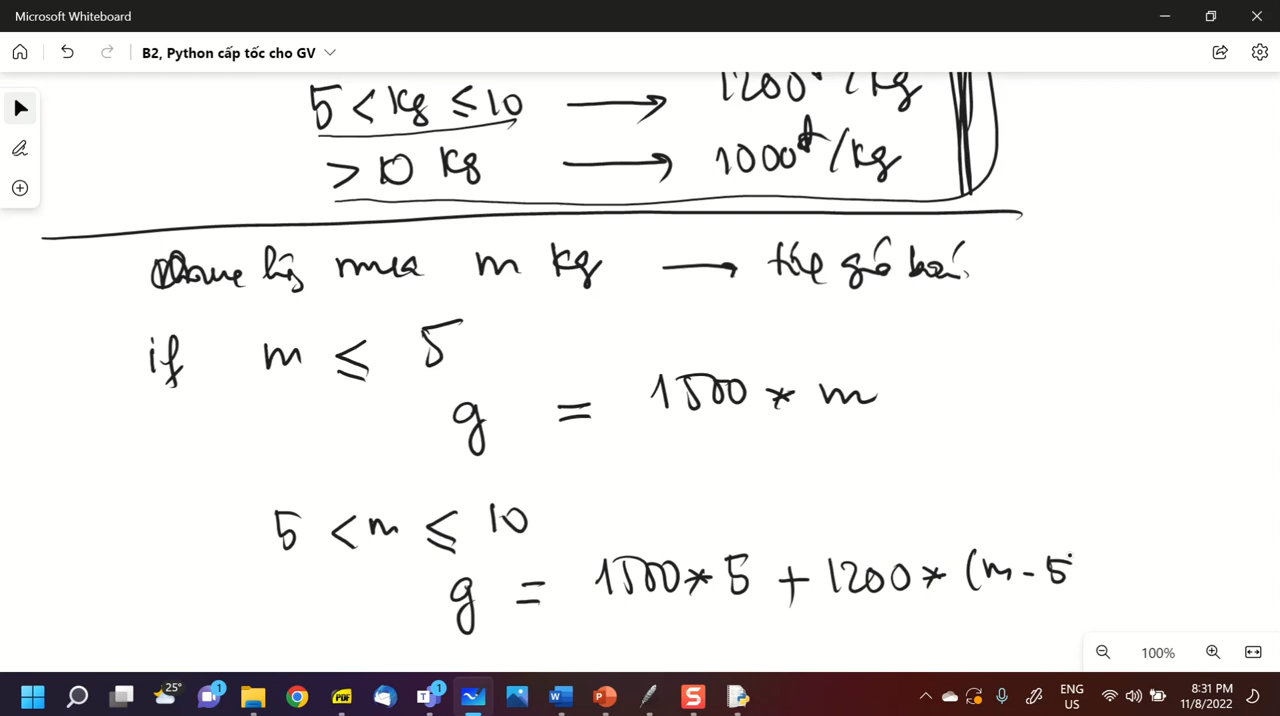 Microsoft Whiteboard
B2, Python cấp tốc cho GV
5 < kg ≤ 10 → 1200đ/kg
> 10 kg → 1000đ/kg
mua m kg →
if m ≤ 5
g = 1500 * m
5 < m ≤ 10
g = 1500 * 5 + 1200 * (m - 5
100%
25°
1
1
ENG
US
8:31 PM
11/8/2022